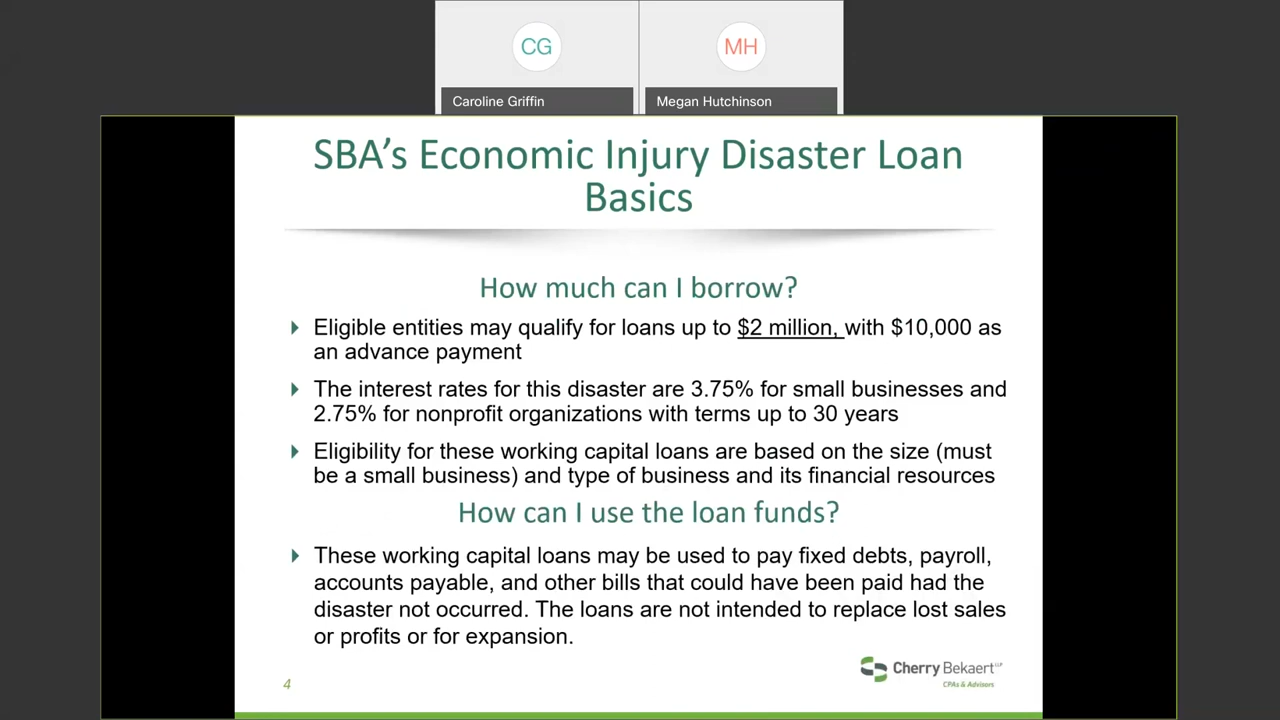 CG
MH
Caroline Griffin
Megan Hutchinson
SBA’s Economic Injury Disaster Loan
Basics
How much can I borrow?
Eligible entities may qualify for loans up to $2 million, with $10,000 as
an advance payment
The interest rates for this disaster are 3.75% for small businesses and
2.75% for nonprofit organizations with terms up to 30 years
Eligibility for these working capital loans are based on the size (must
be a small business) and type of business and its financial resources
How can I use the loan funds?
These working capital loans may be used to pay fixed debts, payroll,
accounts payable, and other bills that could have been paid had the
disaster not occurred. The loans are not intended to replace lost sales
or profits or for expansion.
Cherry Bekaert LLP
CPAs & Advisors
4